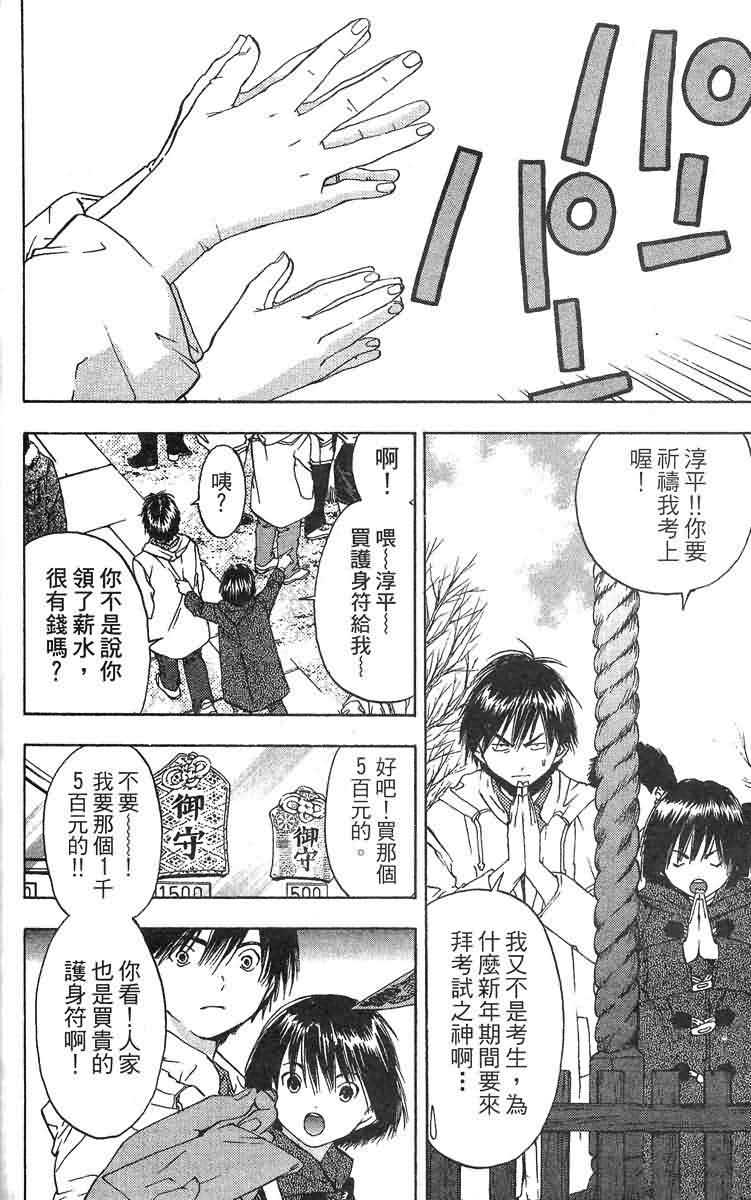 パン
パン
淳平!!你要
祈禱我考上
喔！
我又不是考生，為
什麼新年期間要來
拜考試之神啊…
啊！
喂～淳平～
買護身符給我～
咦？
你不是說你
領了薪水，
很有錢嗎？
好吧！買那個
5百元的。
御守
500
御守
1500
不要～～！
我要那個1千
5百元的!!
你看！人家
也是買貴的
護身符啊！